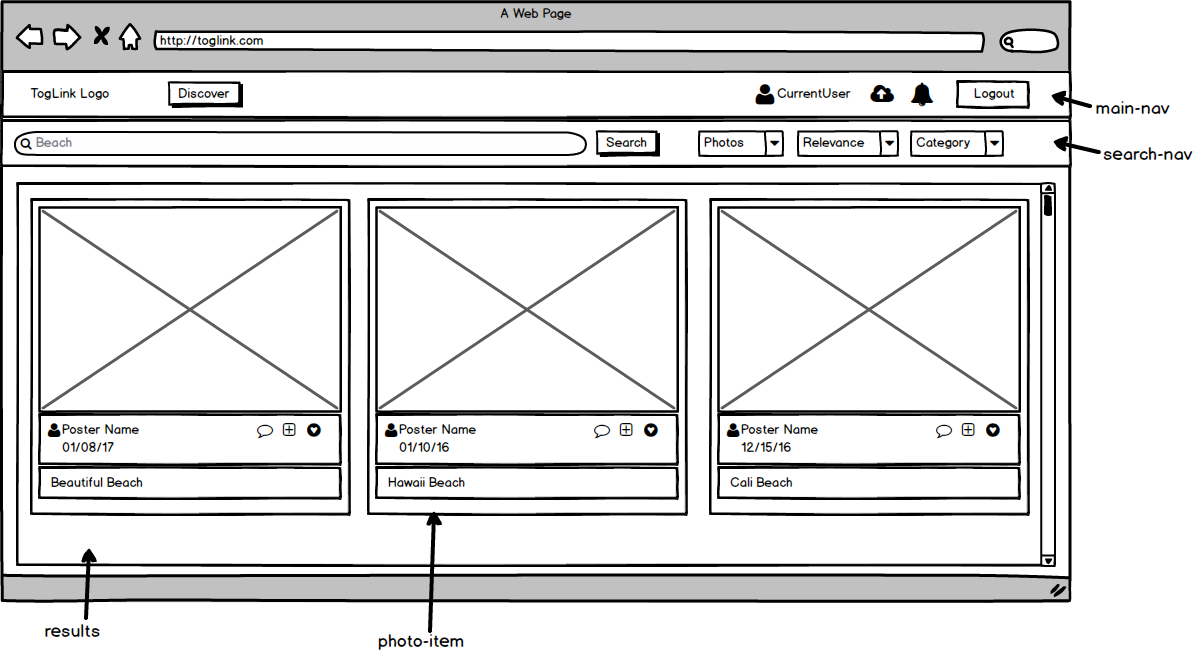 A Web Page
http://toglink.com
TogLink Logo
Discover
CurrentUser
Logout
main-nav
Beach
Search
Photos
Relevance
Category
search-nav
Poster Name
01/08/17
Beautiful Beach
Poster Name
01/10/16
Hawaii Beach
Poster Name
12/15/16
Cali Beach
results
photo-item